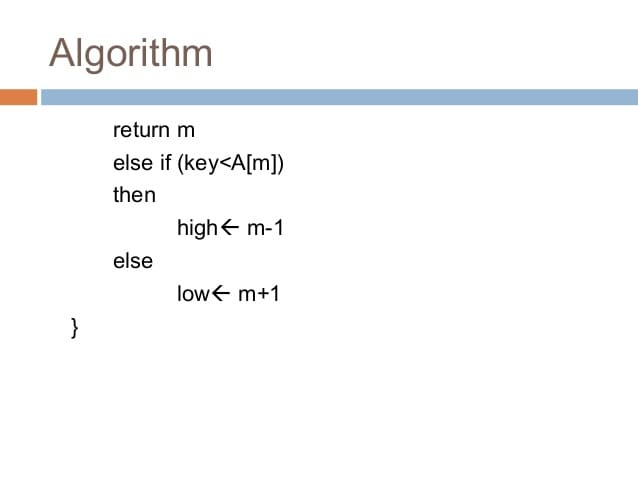 Algorithm
return m
else if (key<A[m])
then
high← m-1
else
low← m+1
}